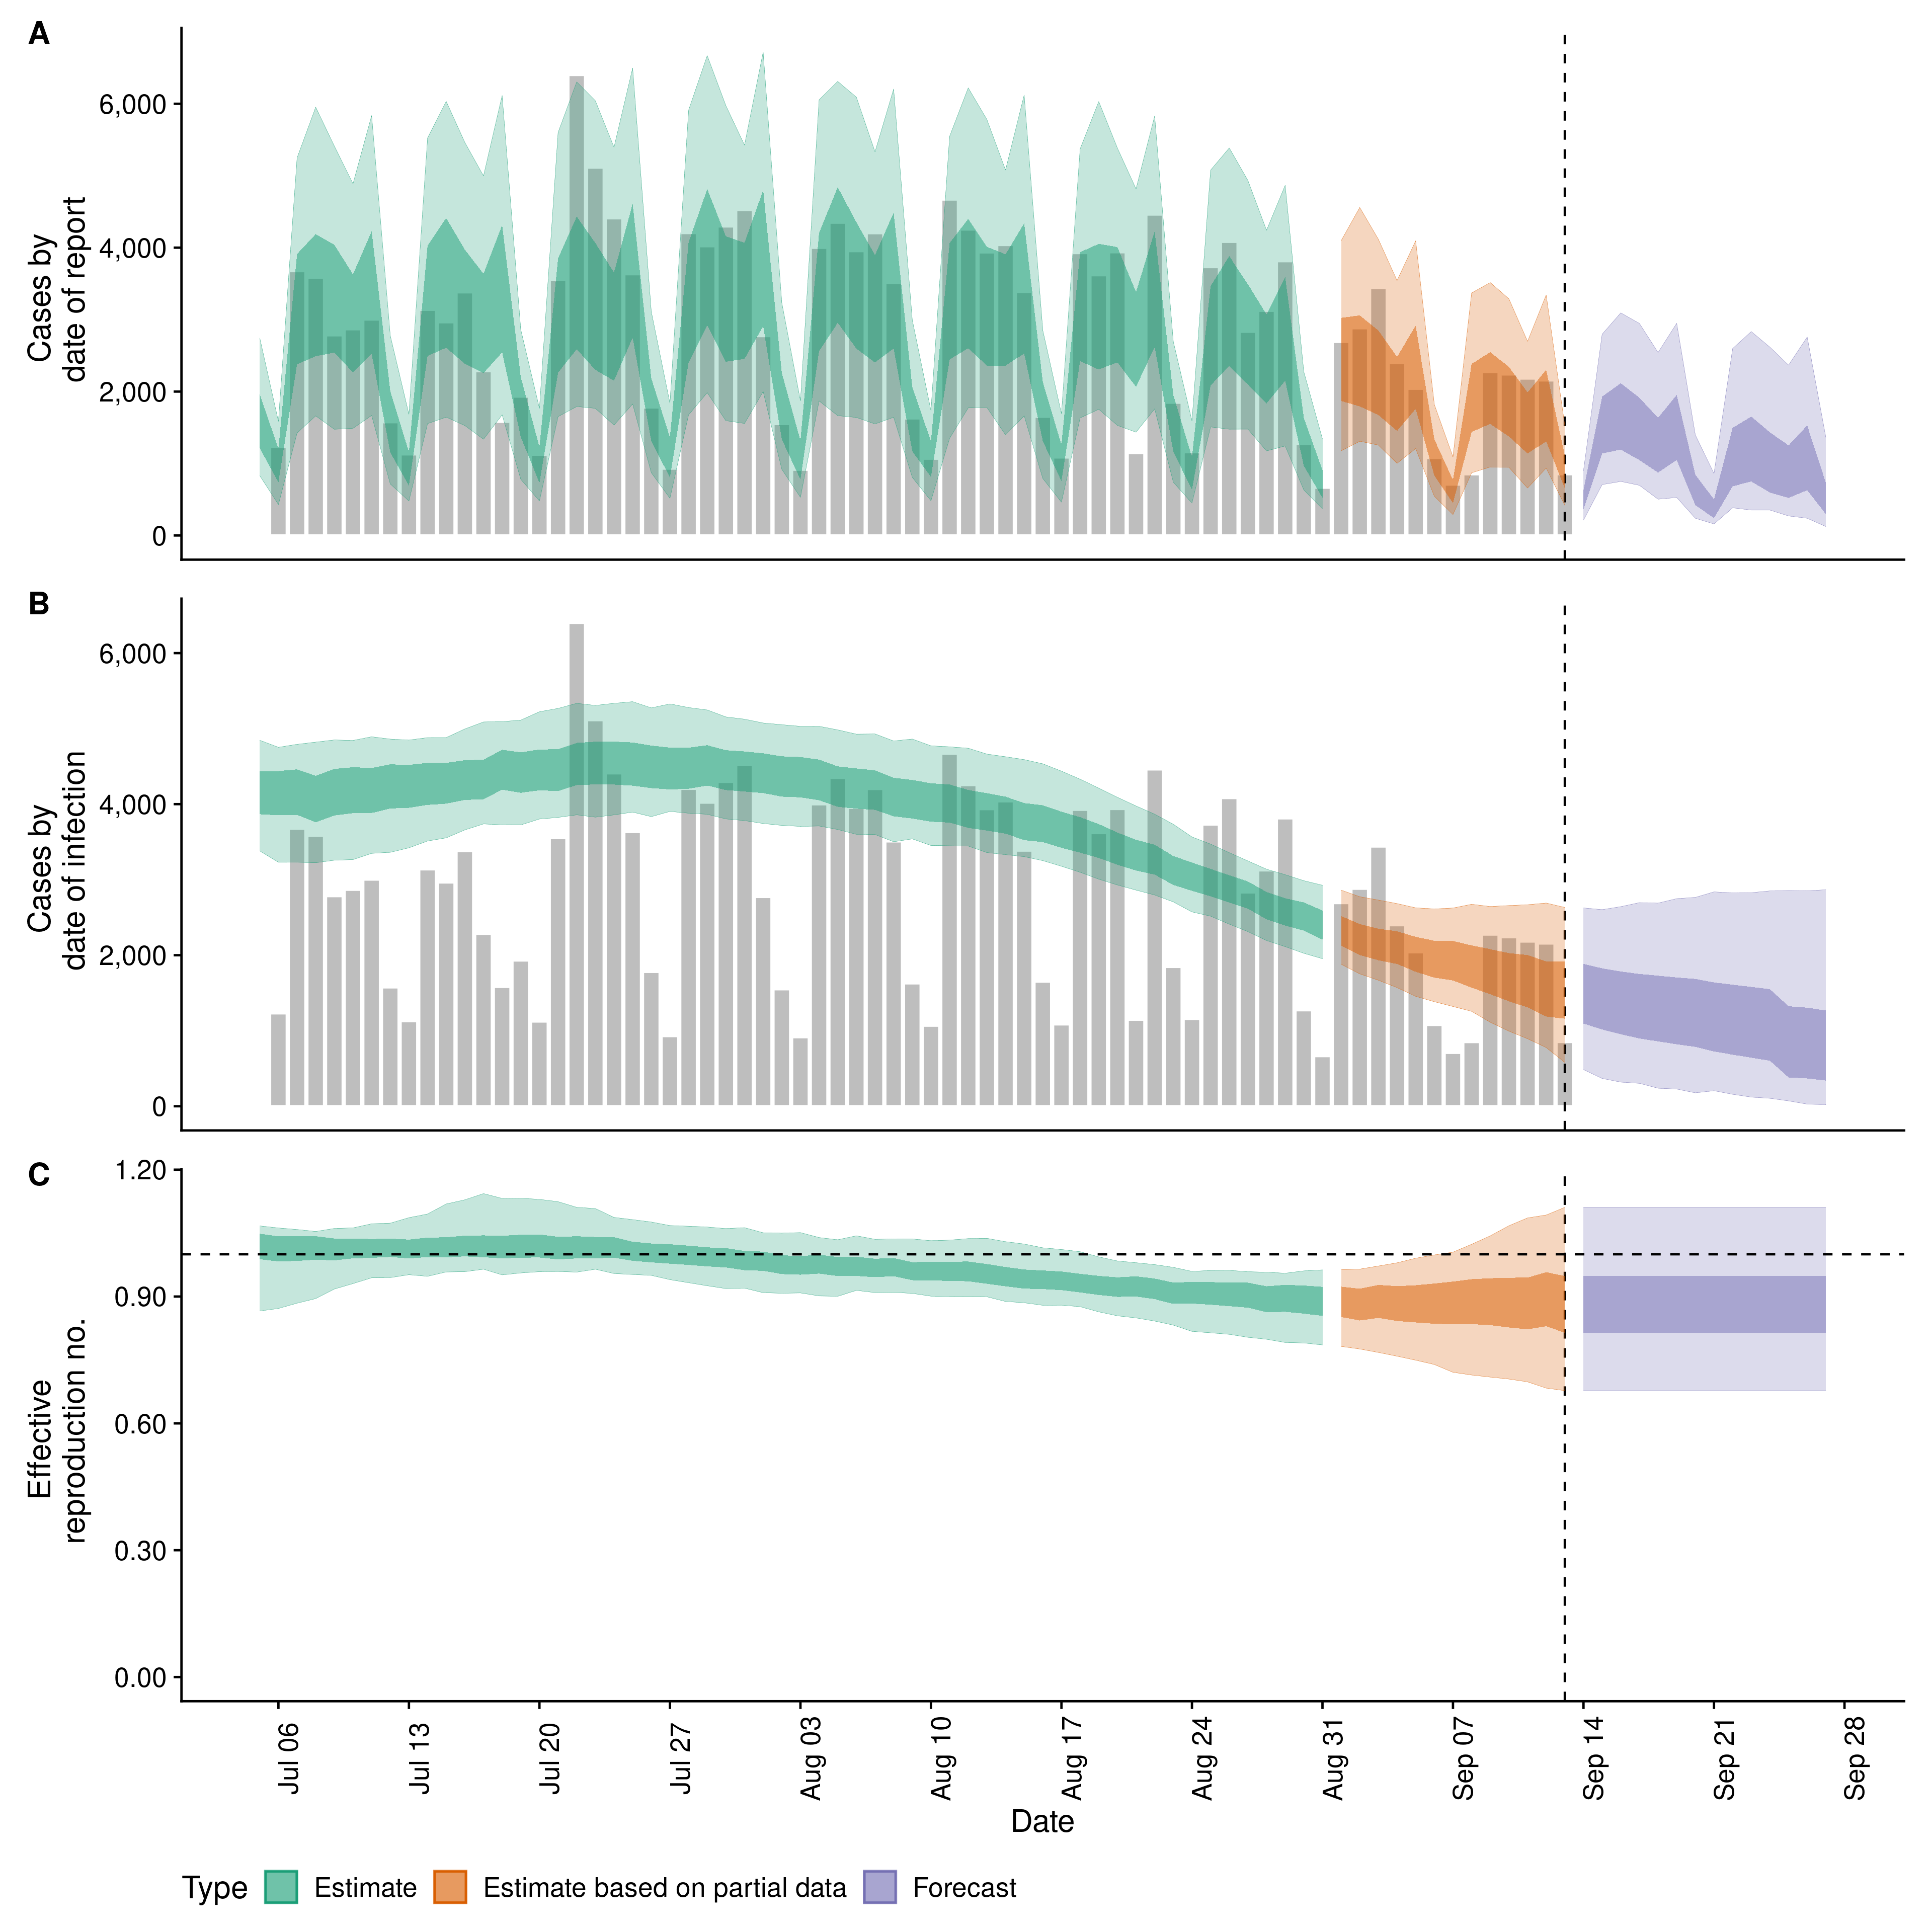 A
Cases by
date of report
6,000
4,000
2,000
0
B
Cases by
date of infection
6,000
4,000
2,000
0
C
Effective
reproduction no.
1.20
0.90
0.60
0.30
0.00
Jul 06
Jul 13
Jul 20
Jul 27
Aug 03
Aug 10
Aug 17
Aug 24
Aug 31
Sep 07
Sep 14
Sep 21
Sep 28
Date
Type Estimate Estimate based on partial data Forecast